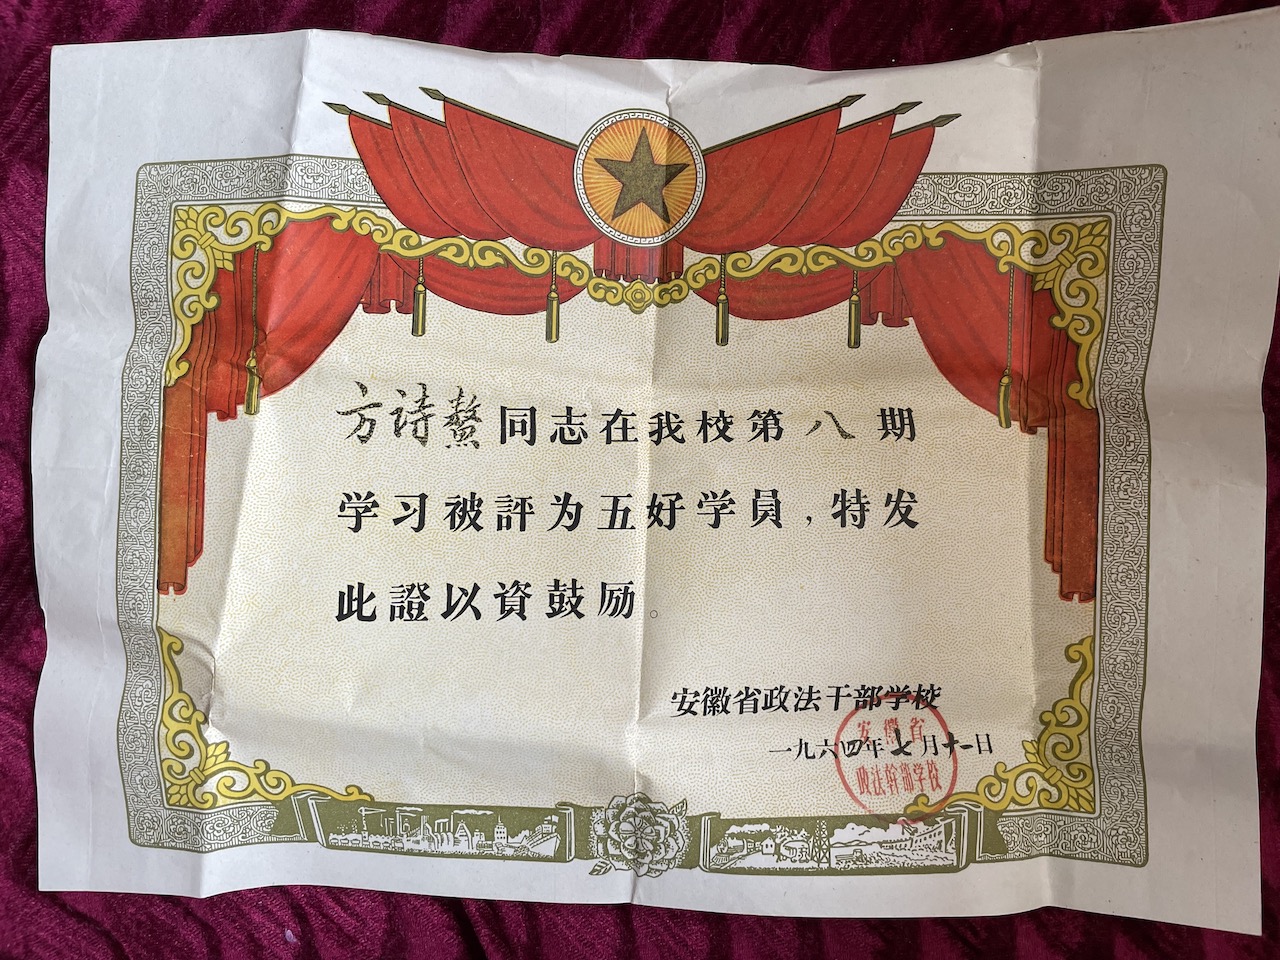 方诗鳌同志在我校第八期
学习被評为五好学員，特发
此證以資鼓励。
安徽省政法干部学校
一九六四年七月十一日
安徽省
政法幹部学校